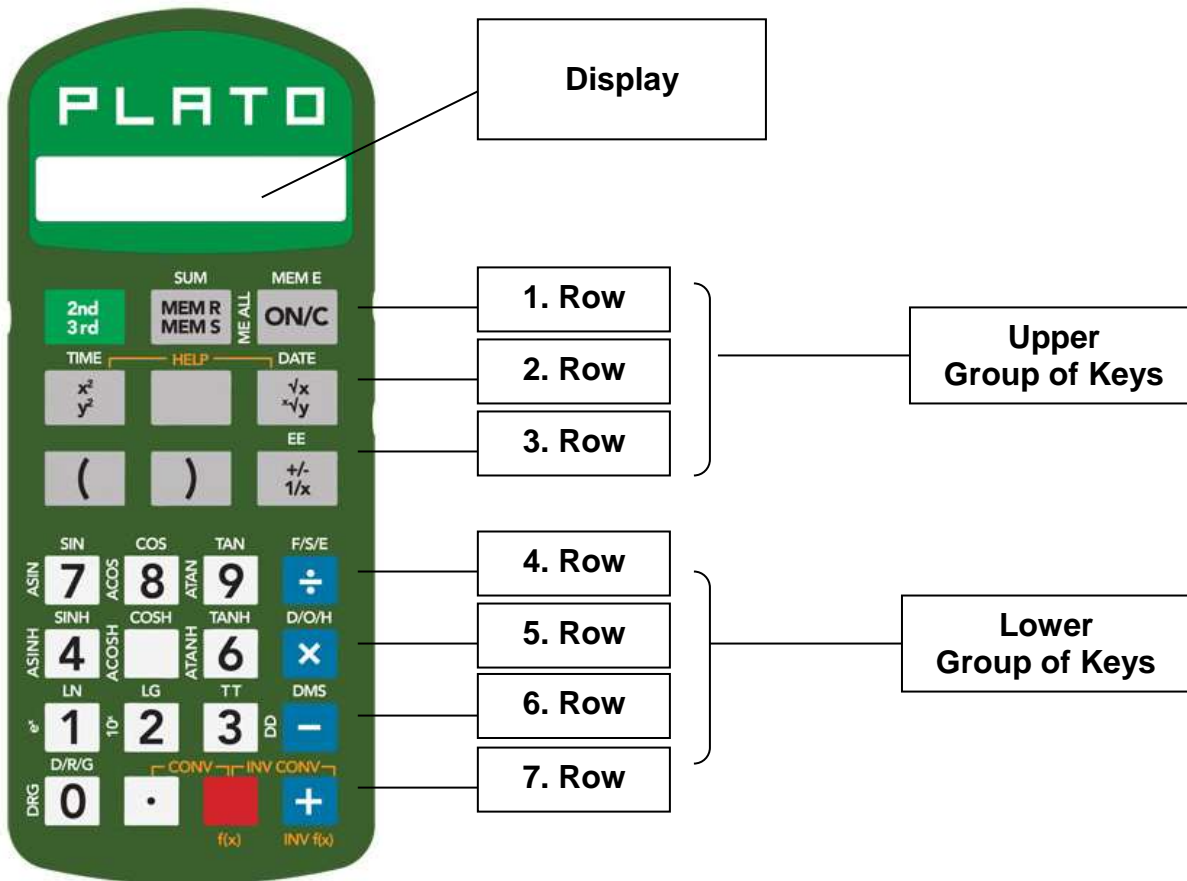 PLATO
Display
SUM MEM E
2nd
3rd
MEM R
MEM S
ME ALL
ON/C
1. Row
TIME HELP DATE
x²
y²
√x
ˣ√y
2. Row
Upper
Group of Keys
EE
( )
+/-
1/x
3. Row
SIN COS TAN F/S/E
ASIN 7 ACOS 8 ATAN 9 ÷
4. Row
SINH COSH TANH D/O/H
ASINH 4 ACOSH ATANH 6 ×
5. Row
Lower
Group of Keys
LN LG TT DMS
eˣ 1 10ˣ 2 3 DD −
6. Row
D/R/G CONV INV CONV
DRG 0 · +
7. Row
f(x) INV f(x)